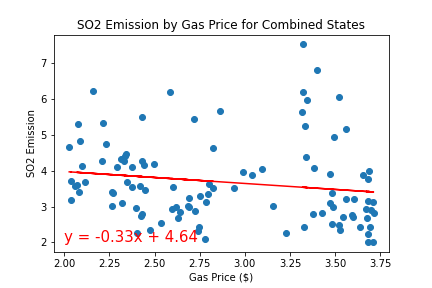 SO2 Emission by Gas Price for Combined States
7
6
5
4
3
2
SO2 Emission
y = -0.33x + 4.64
2.00 2.25 2.50 2.75 3.00 3.25 3.50 3.75
Gas Price ($)